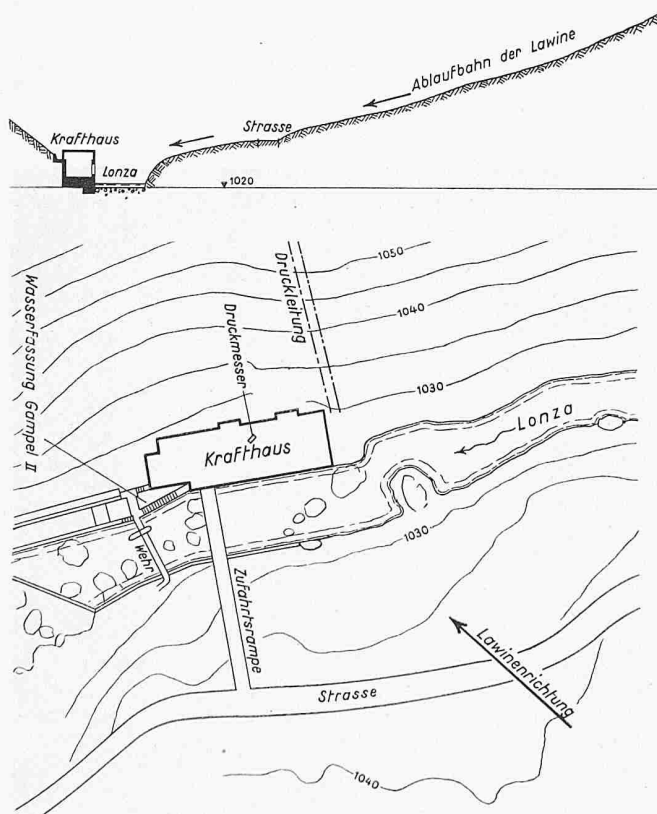 Ablaufbahn der Lawine
Strasse
Krafthaus
Lonza
1020
1050
Druckleitung
1040
Wasserfassung Gampel II
Druckmesser
1030
Lonza
Krafthaus
1030
Wehr
Zufahrtsrampe
Lawinenrichtung
Strasse
1040